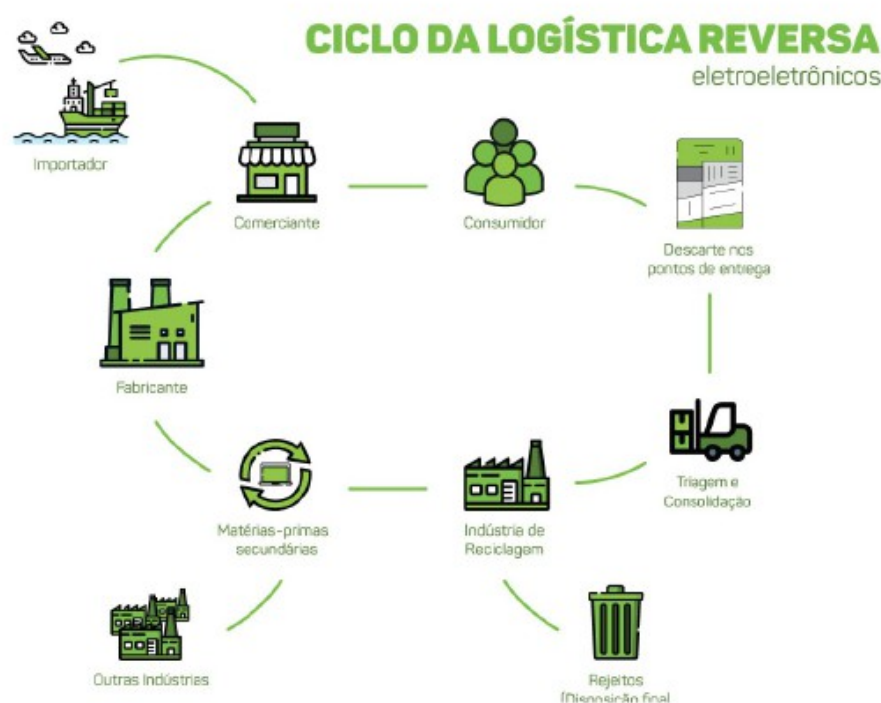 CICLO DA LOGÍSTICA REVERSA
eletroeletrônicos
Importador
Comerciante
Consumidor
Descarte nos
pontos de entrega
Fabricante
Triagem e
Consolidação
Matérias-primas
secundárias
Indústria de
Reciclagem
Outras Indústrias
Rejeitos
(Disposição final